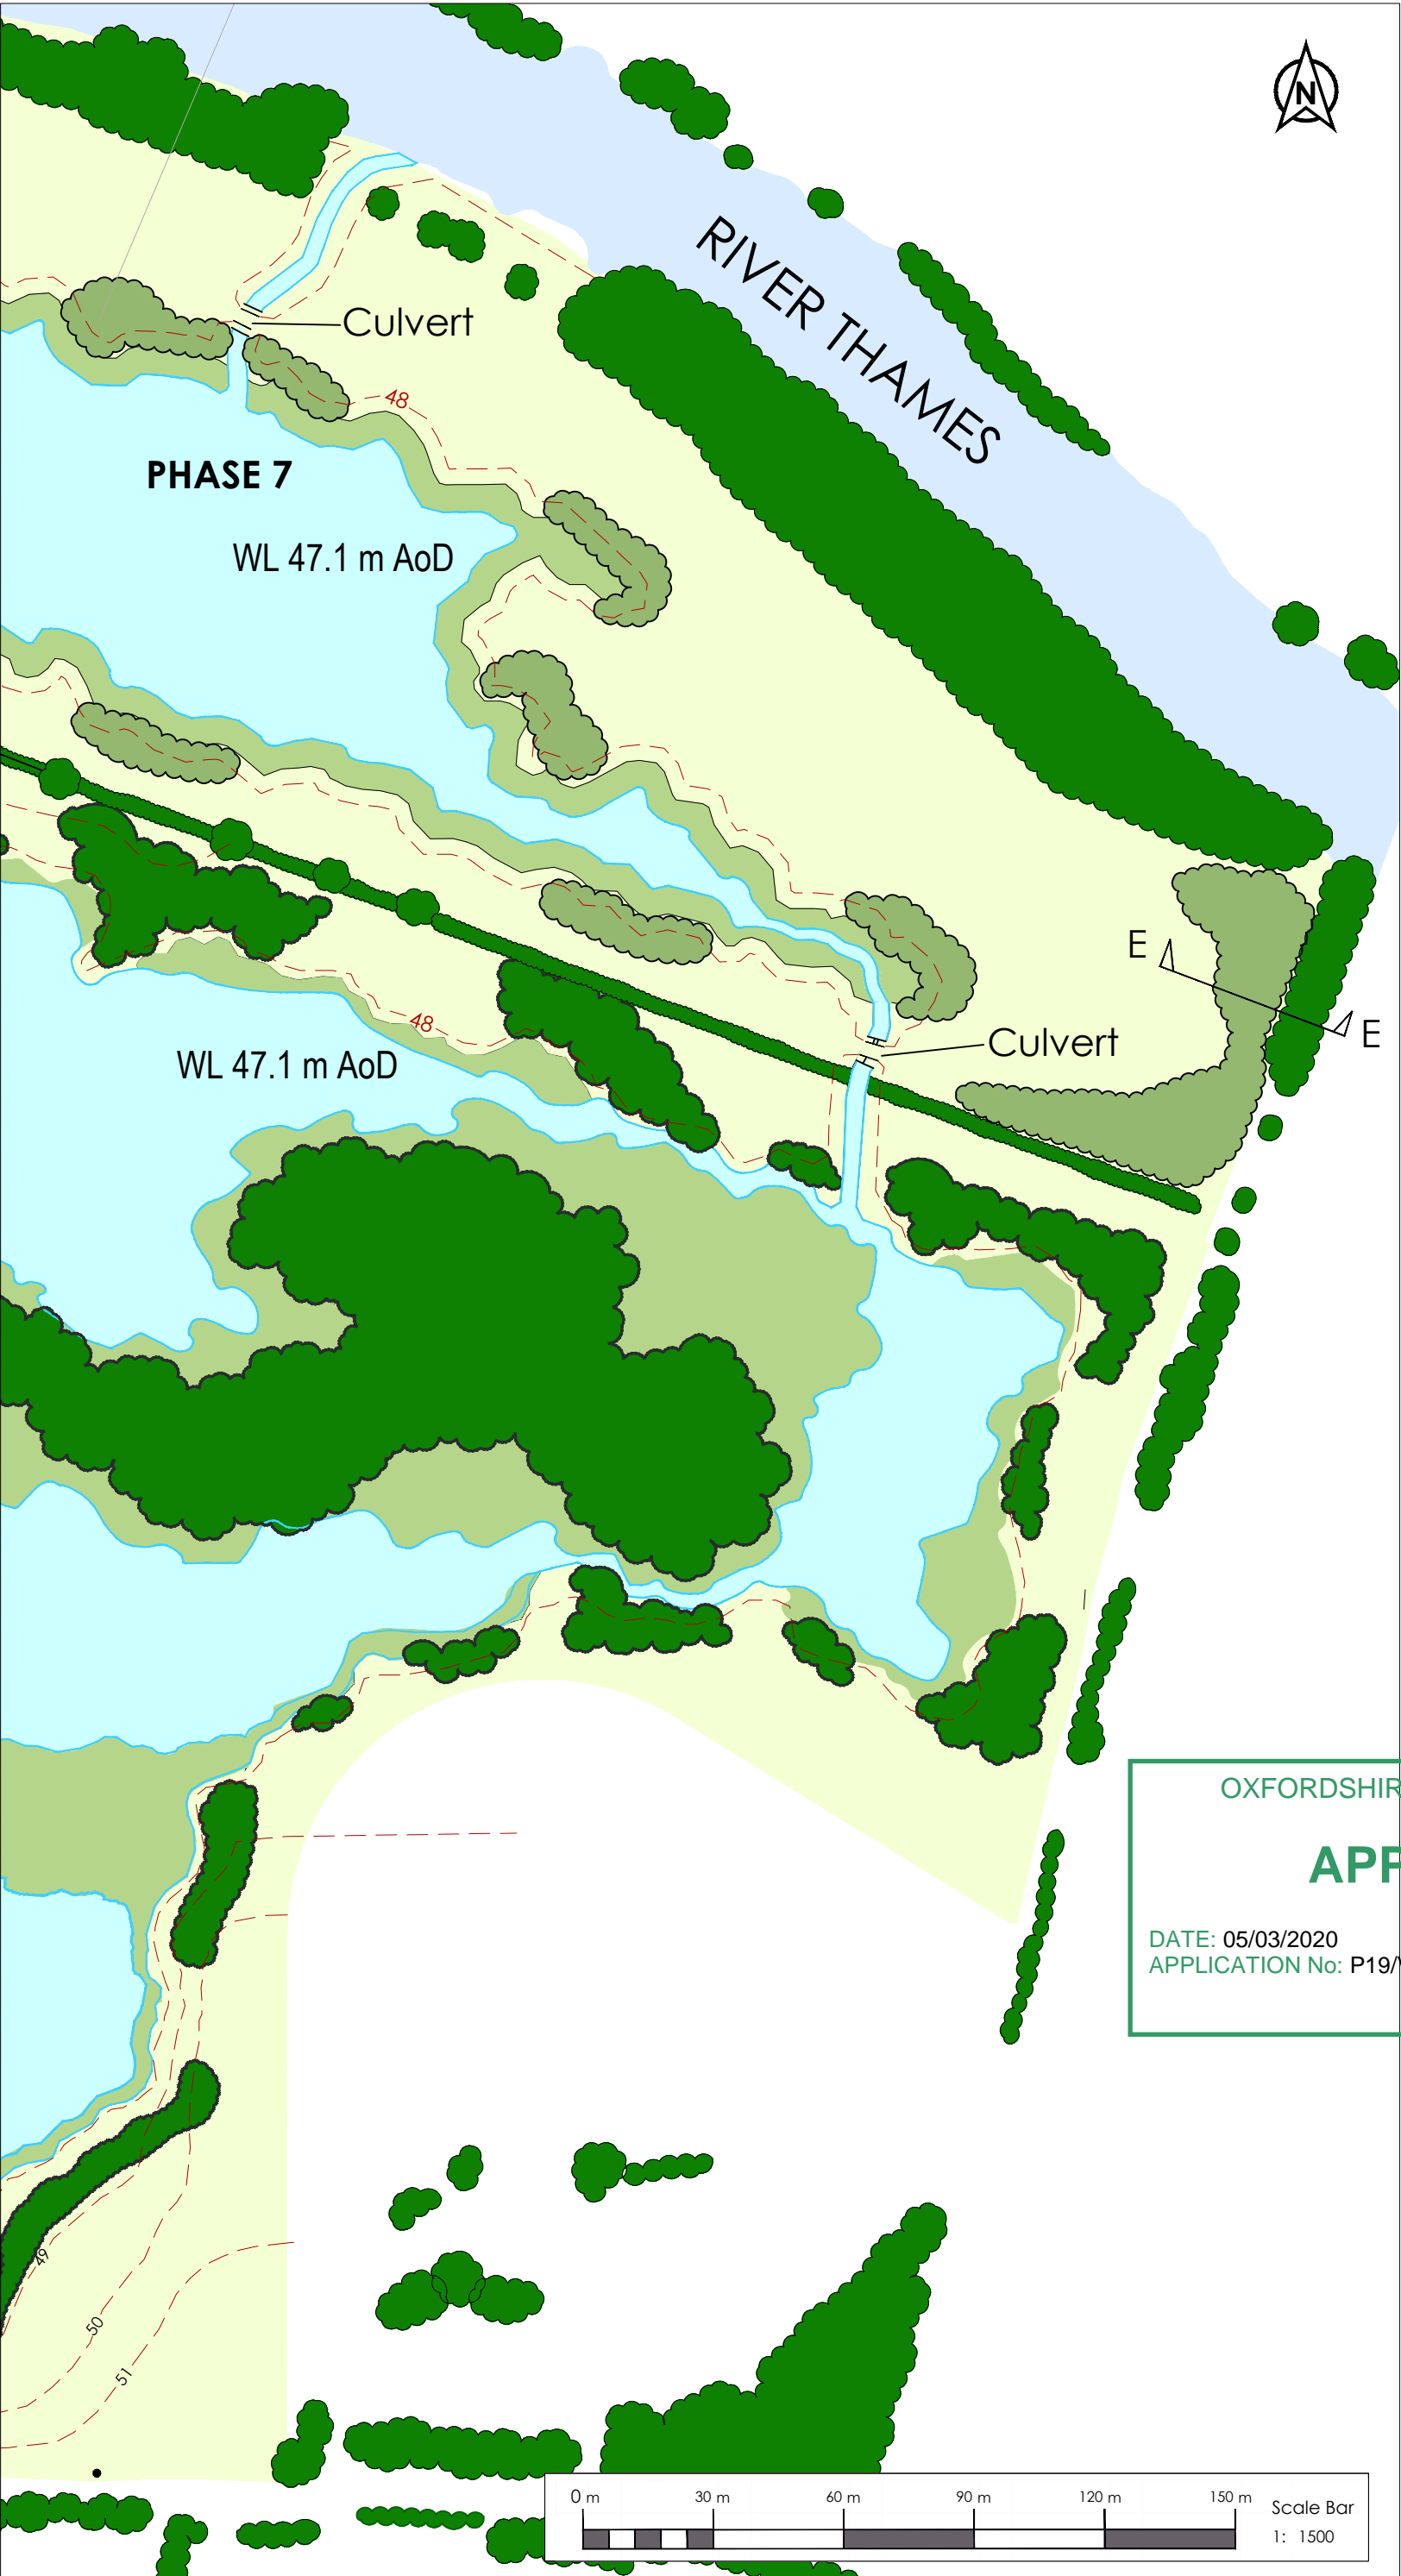 N
RIVER THAMES
Culvert
48
PHASE 7
WL 47.1 m AoD
E
E
Culvert
48
WL 47.1 m AoD
OXFORDSHIR
APP
DATE: 05/03/2020
APPLICATION No: P19/
49
50
51
0 m 30 m 60 m 90 m 120 m 150 m
Scale Bar
1: 1500